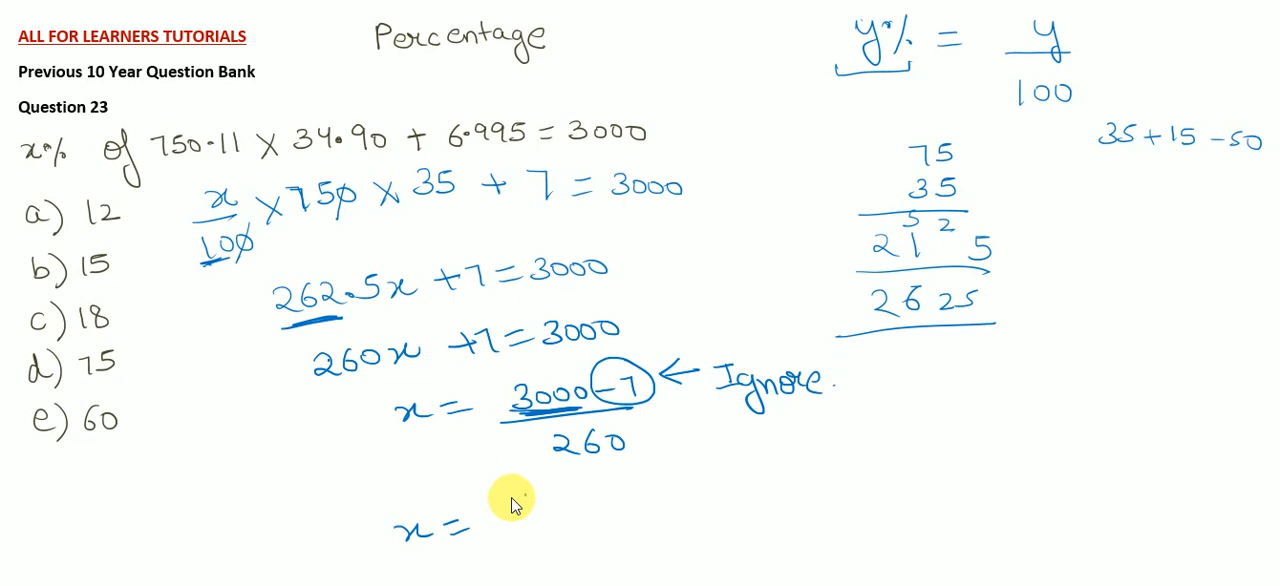 ALL FOR LEARNERS TUTORIALS
Percentage
y% = y/100
Previous 10 Year Question Bank
Question 23
x% of 750.11 × 34.90 + 6.995 = 3000
35+15-50
x/100 × 750 × 35 + 7 = 3000
a) 12
b) 15
c) 18
d) 75
e) 60
262.5x + 7 = 3000
260x + 7 = 3000
x = 3000 - 7 / 260
← Ignore.
x =
75
35
5 2
21 5
2625